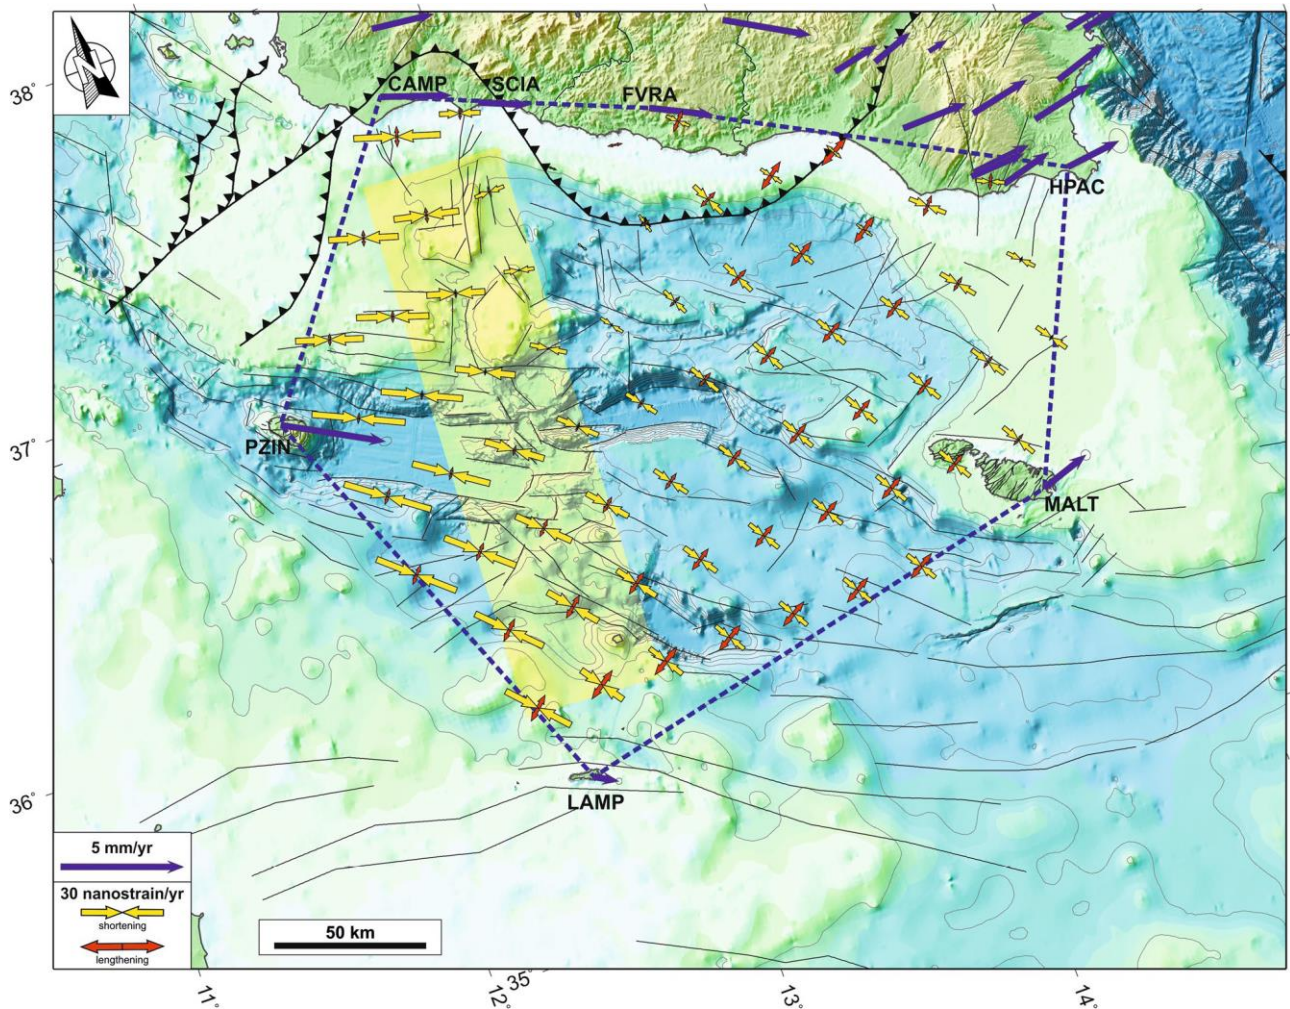 N
38°
CAMP
SCIA
FVRA
HPAC
37°
PZIN
MALT
36°
LAMP
5 mm/yr
30 nanostrain/yr
shortening
lengthening
50 km
11°
12°
35°
13°
14°